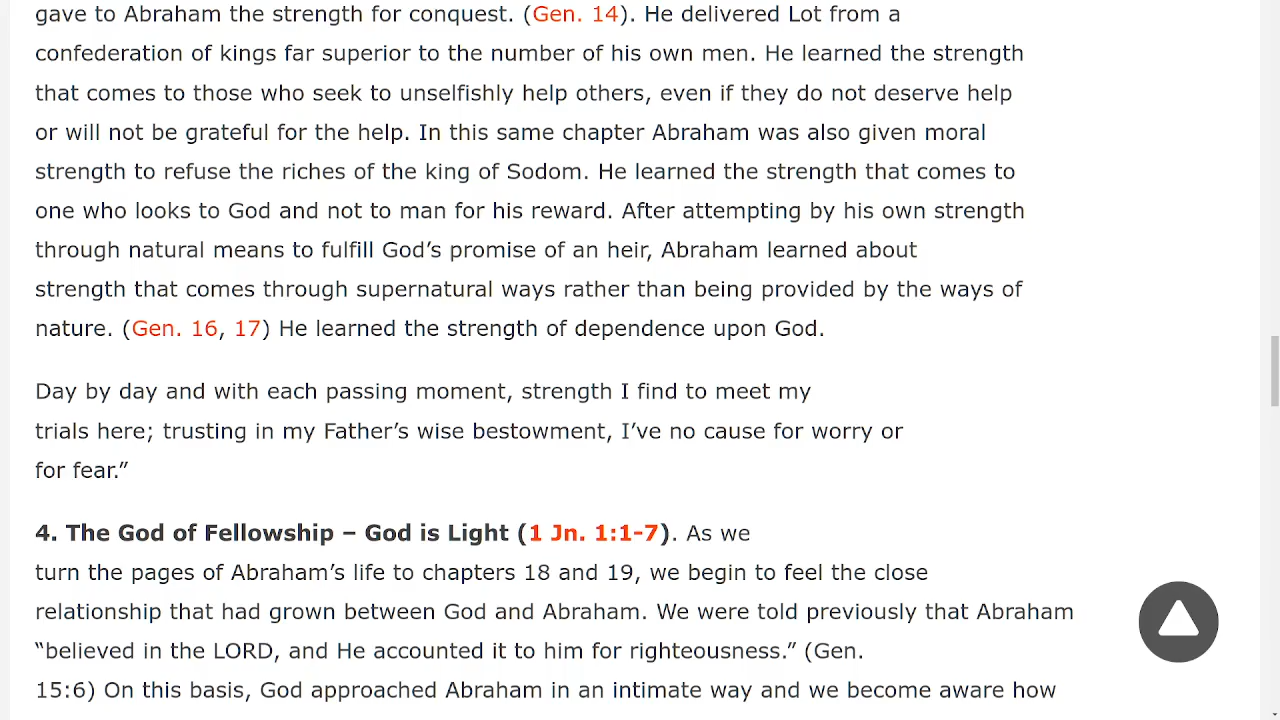 gave to Abraham the strength for conquest. (Gen. 14). He delivered Lot from a
confederation of kings far superior to the number of his own men. He learned the strength
that comes to those who seek to unselfishly help others, even if they do not deserve help
or will not be grateful for the help. In this same chapter Abraham was also given moral
strength to refuse the riches of the king of Sodom. He learned the strength that comes to
one who looks to God and not to man for his reward. After attempting by his own strength
through natural means to fulfill God’s promise of an heir, Abraham learned about
strength that comes through supernatural ways rather than being provided by the ways of
nature. (Gen. 16, 17) He learned the strength of dependence upon God.
Day by day and with each passing moment, strength I find to meet my
trials here; trusting in my Father’s wise bestowment, I’ve no cause for worry or
for fear.”
4. The God of Fellowship – God is Light (1 Jn. 1:1-7). As we
turn the pages of Abraham’s life to chapters 18 and 19, we begin to feel the close
relationship that had grown between God and Abraham. We were told previously that Abraham
“believed in the LORD, and He accounted it to him for righteousness.” (Gen.
15:6) On this basis, God approached Abraham in an intimate way and we become aware how